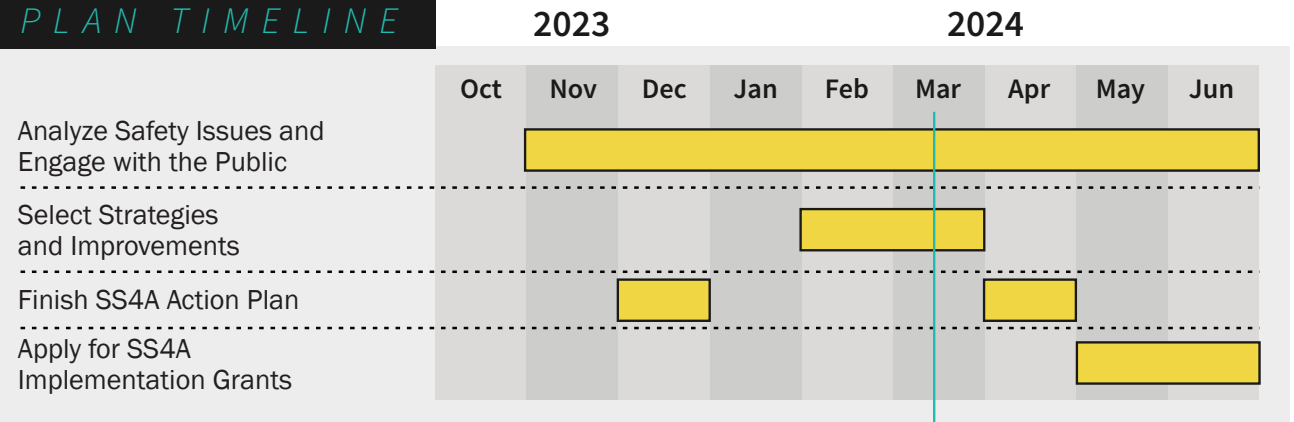 PLAN TIMELINE
2023 2024
Oct Nov Dec Jan Feb Mar Apr May Jun
Analyze Safety Issues and
Engage with the Public
Select Strategies
and Improvements
Finish SS4A Action Plan
Apply for SS4A
Implementation Grants